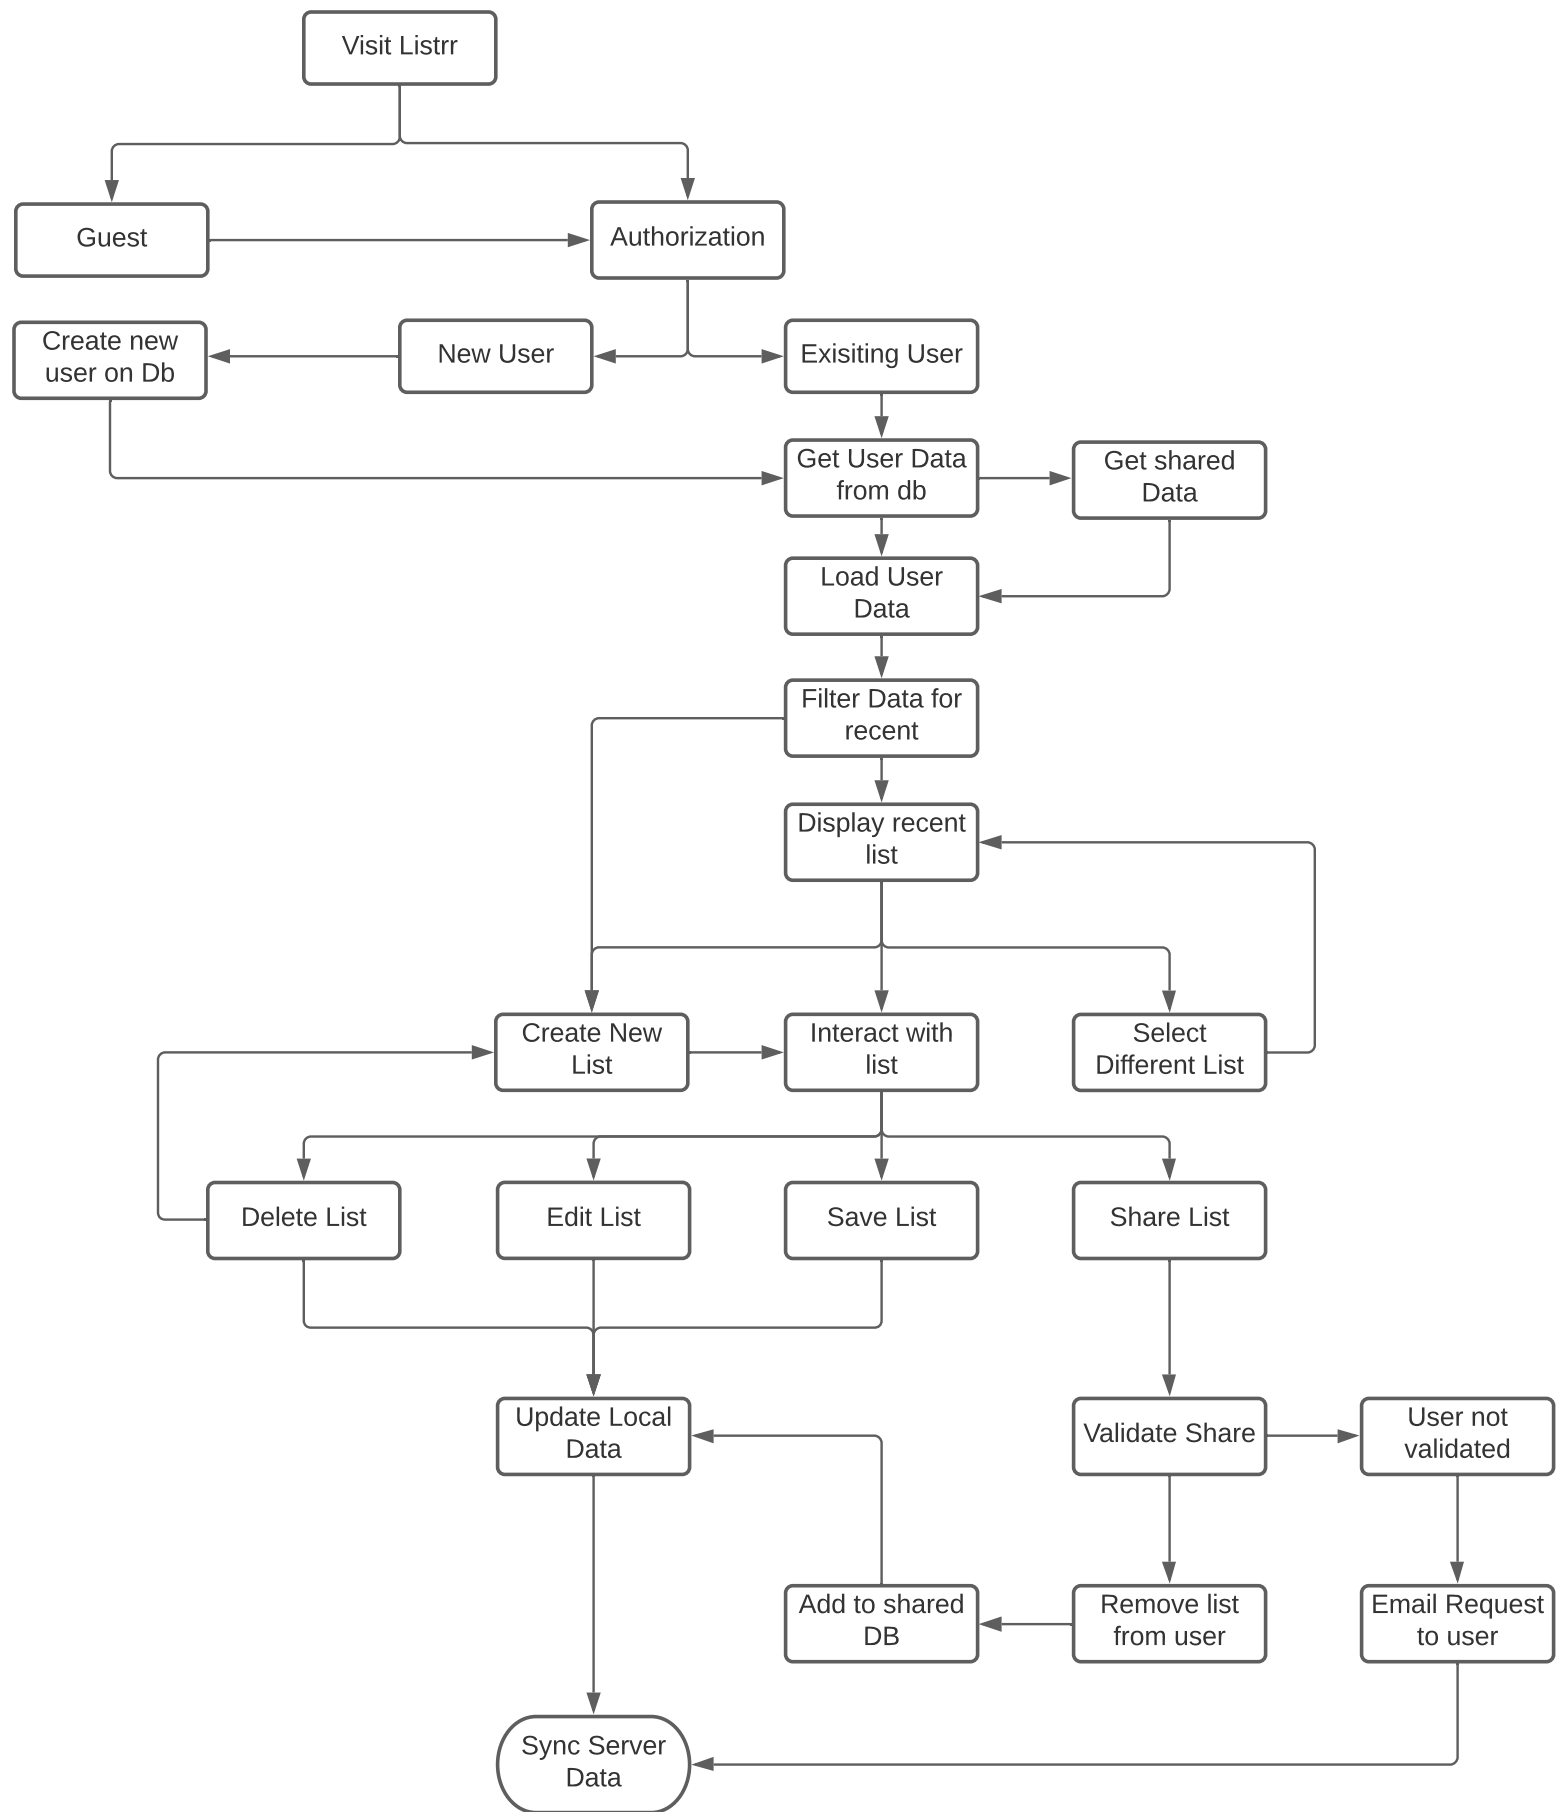 Visit Listrr
Guest
Authorization
Create new
user on Db
New User
Exisiting User
Get User Data
from db
Get shared
Data
Load User
Data
Filter Data for
recent
Display recent
list
Create New
List
Interact with
list
Select
Different List
Delete List
Edit List
Save List
Share List
Update Local
Data
Validate Share
User not
validated
Add to shared
DB
Remove list
from user
Email Request
to user
Sync Server
Data